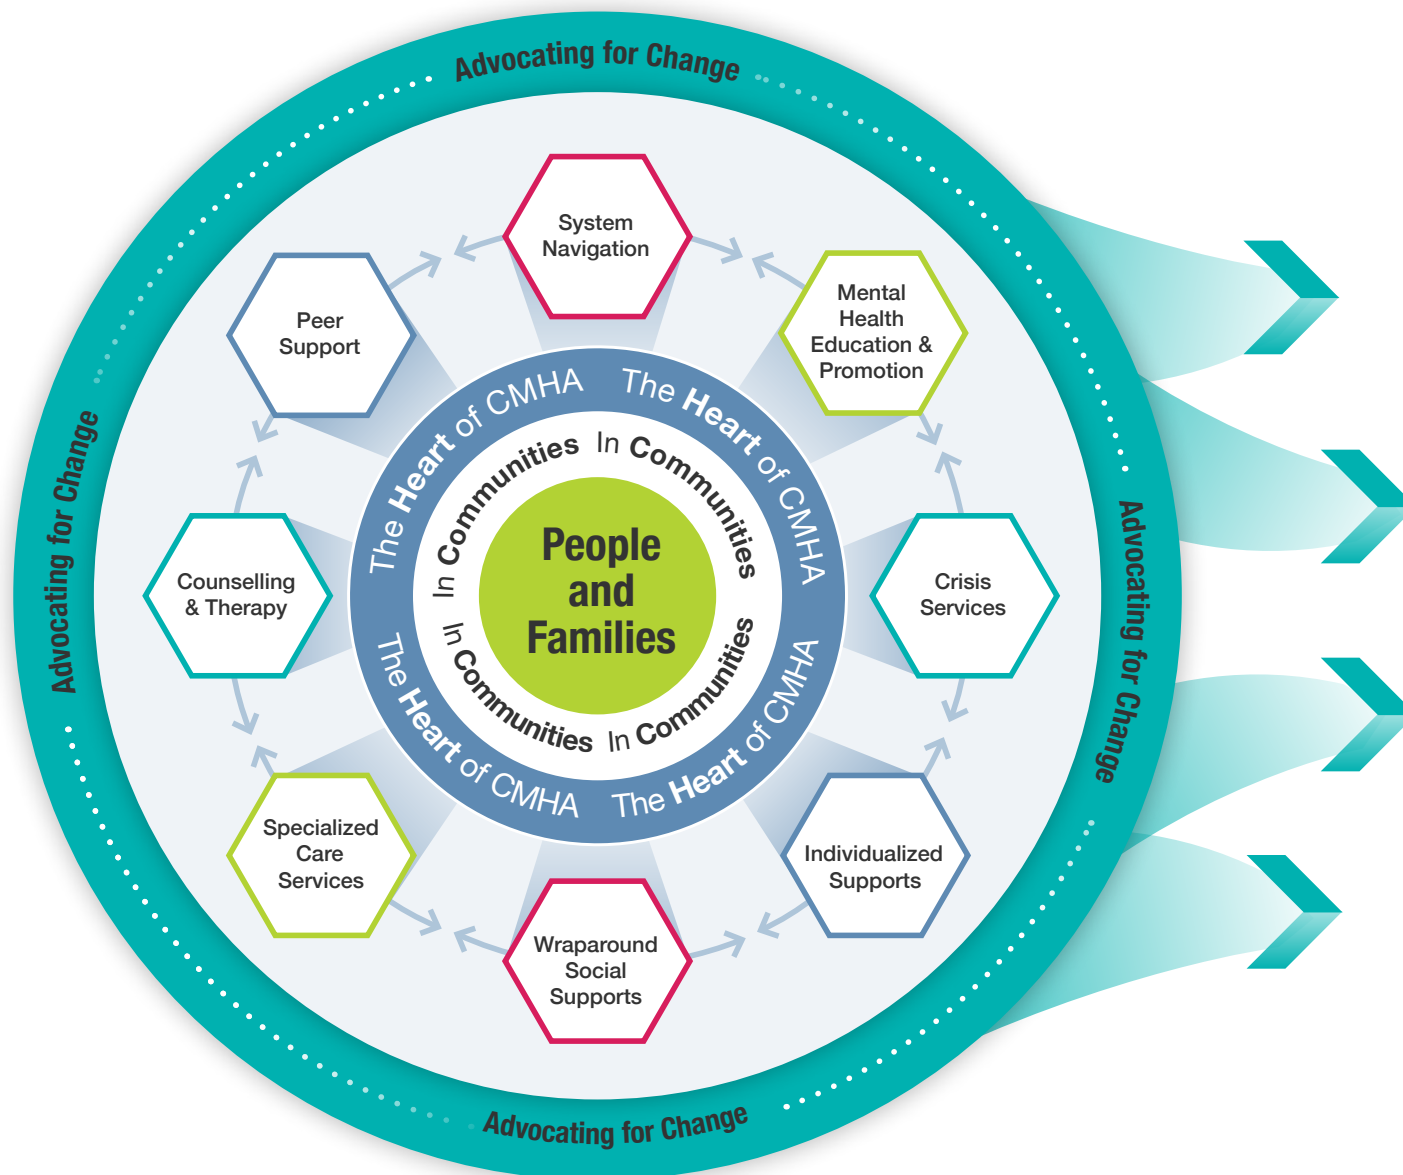 Advocating for Change
System
Navigation
Mental
Health
Education &
Promotion
Crisis
Services
Individualized
Supports
Wraparound
Social
Supports
Specialized
Care
Services
Counselling
& Therapy
Peer
Support
The Heart of CMHA
The Heart of CMHA
The Heart of CMHA
The Heart of CMHA
In Communities
In Communities
In Communities
In Communities
People
and
Families
Advocating for Change
Advocating for Change
Advocating for Change